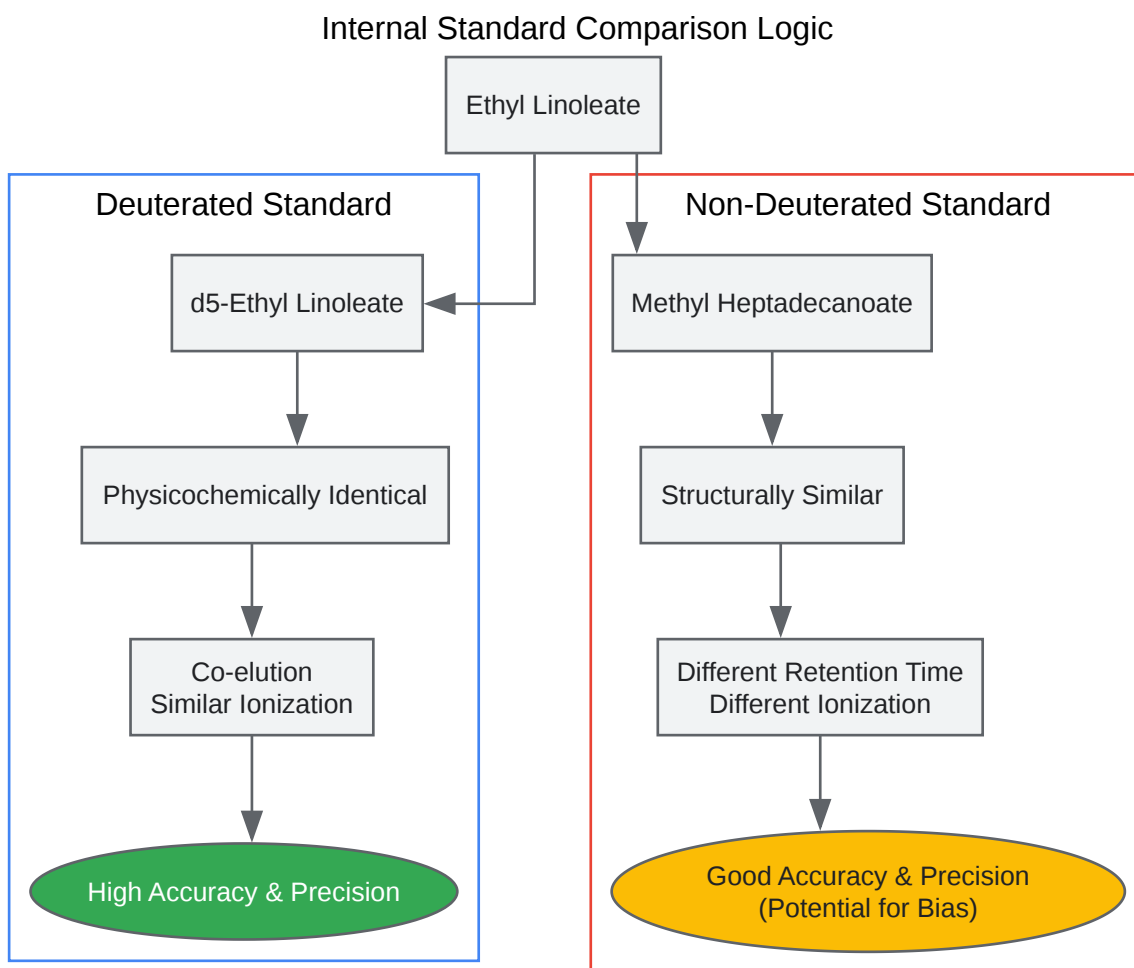 Internal Standard Comparison Logic
Ethyl Linoleate
Deuterated Standard
d5-Ethyl Linoleate
Physicochemically Identical
Co-elution
Similar Ionization
High Accuracy & Precision
Non-Deuterated Standard
Methyl Heptadecanoate
Structurally Similar
Different Retention Time
Different Ionization
Good Accuracy & Precision
(Potential for Bias)